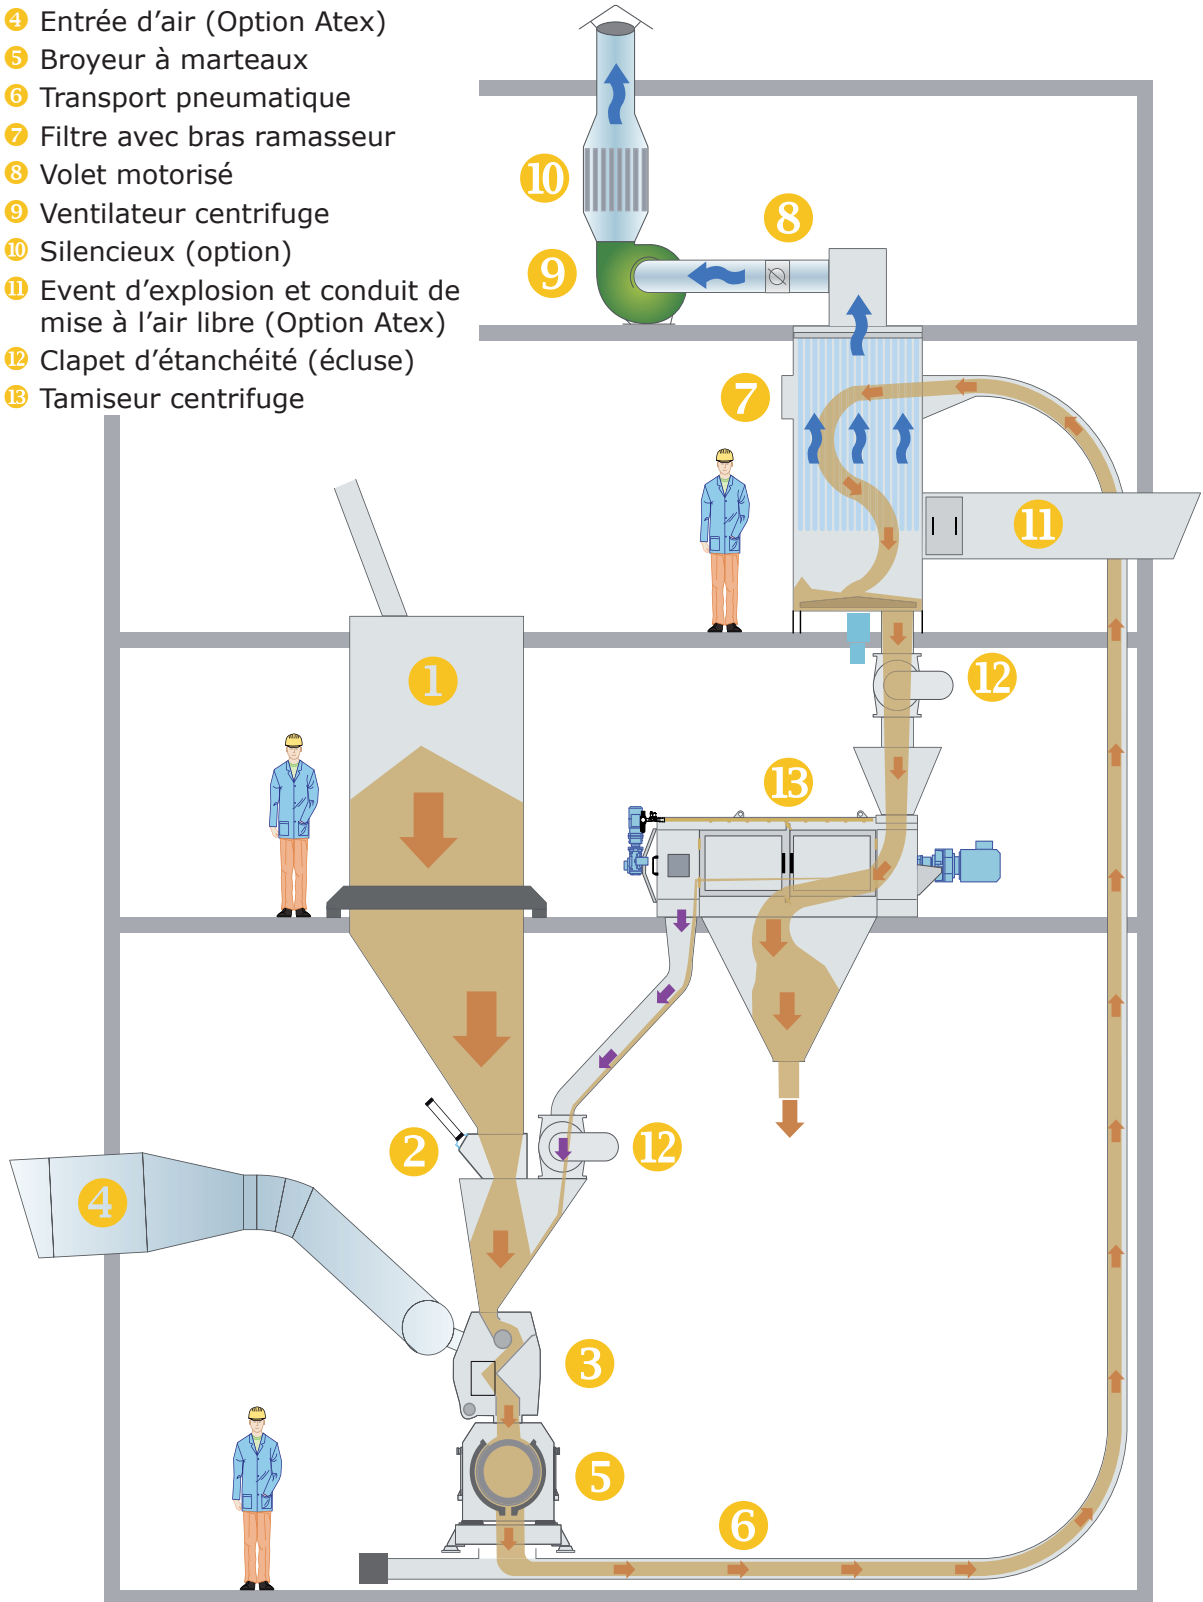 4 Entrée d’air (Option Atex)
5 Broyeur à marteaux
6 Transport pneumatique
7 Filtre avec bras ramasseur
8 Volet motorisé
9 Ventilateur centrifuge
10 Silencieux (option)
11 Event d’explosion et conduit de
mise à l’air libre (Option Atex)
12 Clapet d’étanchéité (écluse)
13 Tamiseur centrifuge
10
8
9
7
11
1
12
13
2
12
4
3
5
6